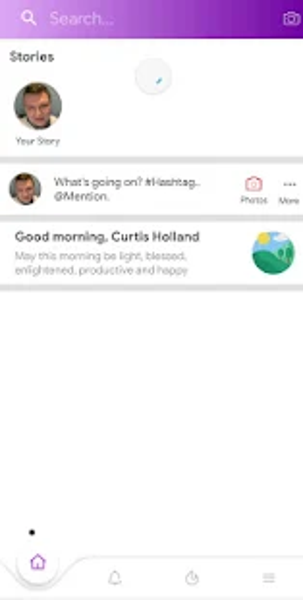 Search...
Stories
Your Story
What's going on? #Hashtag..
@Mention.
Photos
More
Good morning, Curtis Holland
May this morning be light, blessed,
enlightened, productive and happy